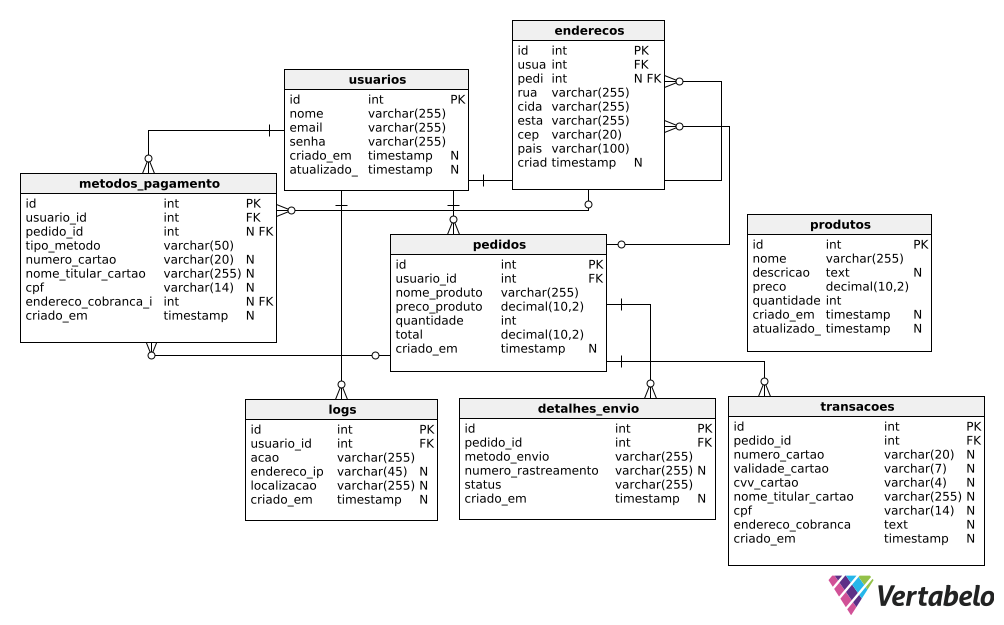 enderecos
id int PK
usua int FK
pedi int N FK
rua varchar(255)
cida varchar(255)
esta varchar(255)
cep varchar(20)
pais varchar(100)
criad timestamp N
usuarios
id int PK
nome varchar(255)
email varchar(255)
senha varchar(255)
criado_em timestamp N
atualizado_ timestamp N
metodos_pagamento
id int PK
usuario_id int FK
pedido_id int N FK
tipo_metodo varchar(50)
numero_cartao varchar(20) N
nome_titular_cartao varchar(255) N
cpf varchar(14) N
endereco_cobranca_i int N FK
criado_em timestamp N
pedidos
id int PK
usuario_id int FK
nome_produto varchar(255)
preco_produto decimal(10,2)
quantidade int
total decimal(10,2)
criado_em timestamp N
produtos
id int PK
nome varchar(255)
descricao text N
preco decimal(10,2)
quantidade int
criado_em timestamp N
atualizado_ timestamp N
logs
id int PK
usuario_id int FK
acao varchar(255)
endereco_ip varchar(45) N
localizacao varchar(255) N
criado_em timestamp N
detalhes_envio
id int PK
pedido_id int FK
metodo_envio varchar(255)
numero_rastreamento varchar(255) N
status varchar(255)
criado_em timestamp N
transacoes
id int PK
pedido_id int FK
numero_cartao varchar(20) N
validade_cartao varchar(7) N
cvv_cartao varchar(4) N
nome_titular_cartao varchar(255) N
cpf varchar(14) N
endereco_cobranca text N
criado_em timestamp N
Vertabelo